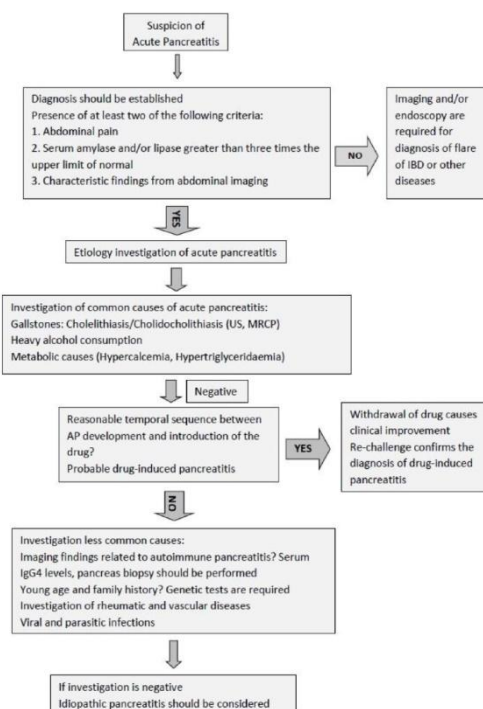 Suspicion of
Acute Pancreatitis
Diagnosis should be established
Presence of at least two of the following criteria:
1. Abdominal pain
2. Serum amylase and/or lipase greater than three times the
upper limit of normal
3. Characteristic findings from abdominal imaging
NO
Imaging and/or
endoscopy are
required for
diagnosis of flare
of IBD or other
diseases
YES
Etiology investigation of acute pancreatitis
Investigation of common causes of acute pancreatitis:
Gallstones: Cholelithiasis/Cholidocholithiasis (US, MRCP)
Heavy alcohol consumption
Metabolic causes (Hypercalcemia, Hypertriglyceridaemia)
Negative
Reasonable temporal sequence between
AP development and introduction of the
drug?
Probable drug-induced pancreatitis
YES
Withdrawal of drug causes
clinical improvement
Re-challenge confirms the
diagnosis of drug-induced
pancreatitis
NO
Investigation less common causes:
Imaging findings related to autoimmune pancreatitis? Serum
IgG4 levels, pancreas biopsy should be performed
Young age and family history? Genetic tests are required
Investigation of rheumatic and vascular diseases
Viral and parasitic infections
If investigation is negative
Idiopathic pancreatitis should be considered